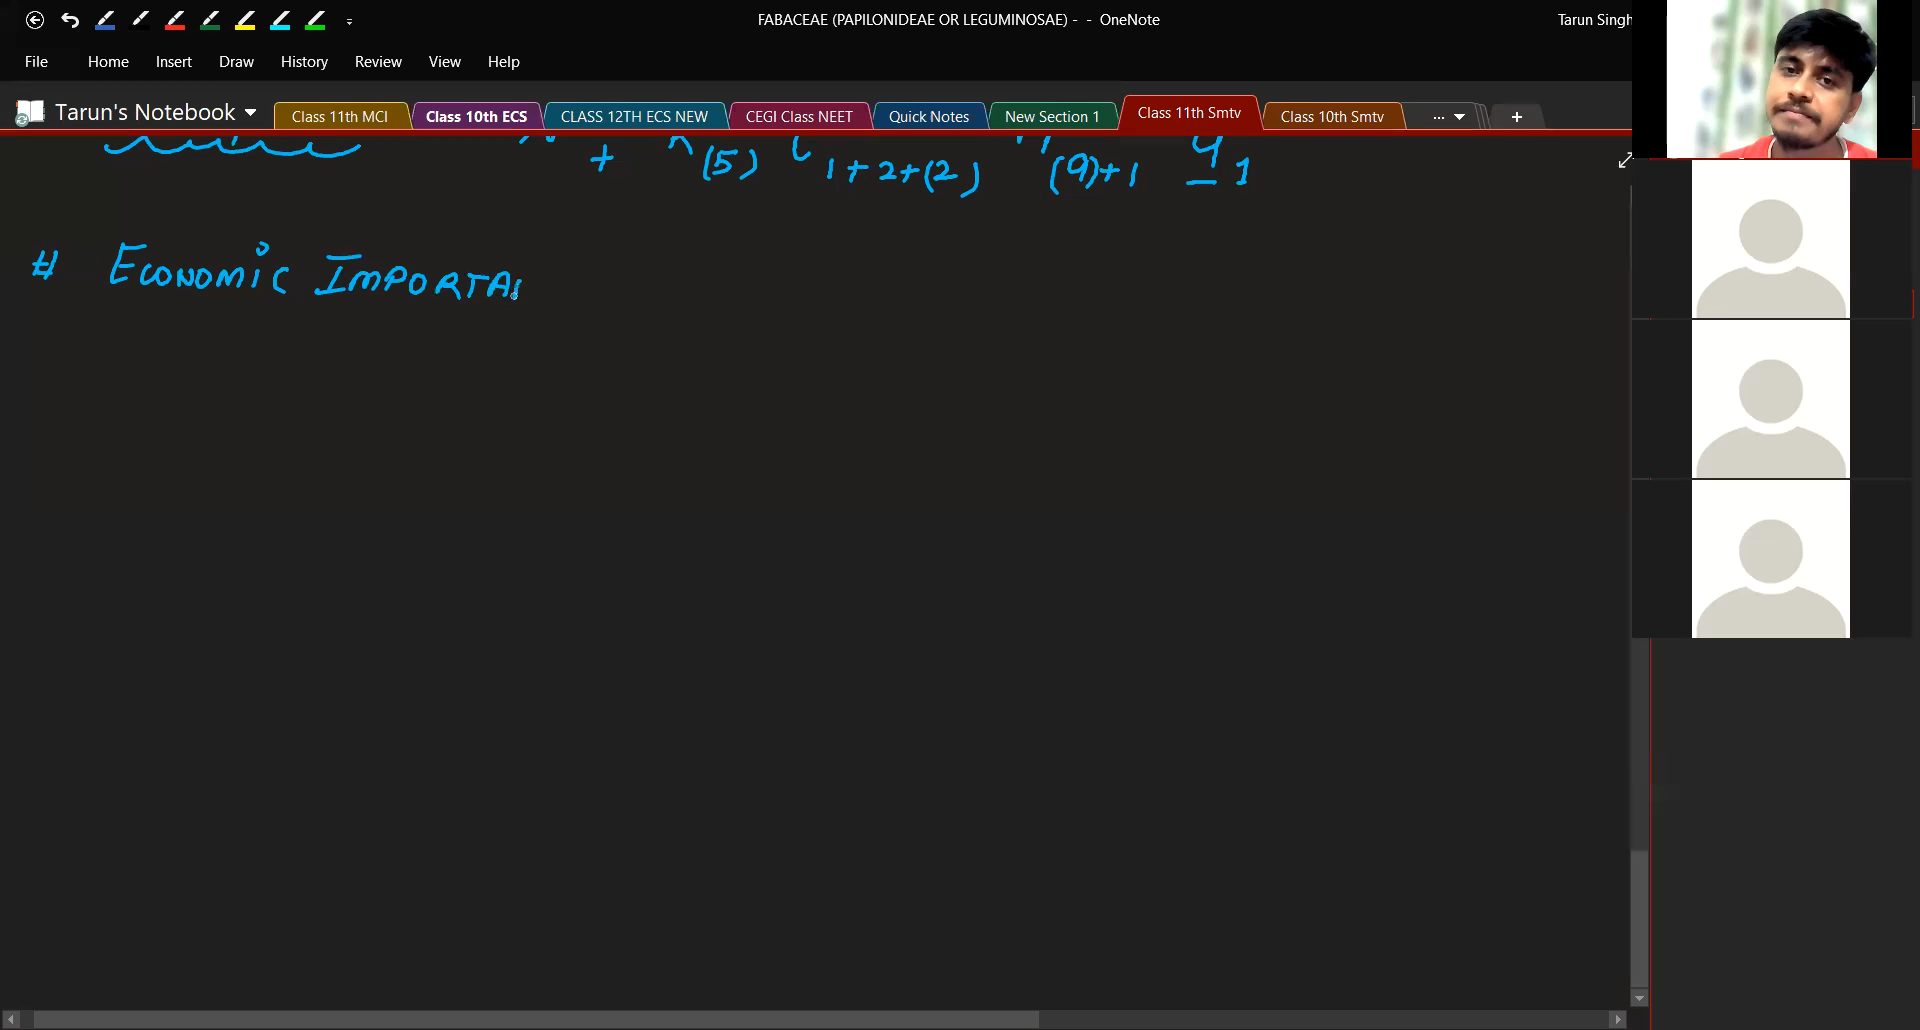 FABACEAE (PAPILONIDEAE OR LEGUMINOSAE) - - OneNote
Tarun Singh
File Home Insert Draw History Review View Help
Tarun's Notebook
Class 11th MCI Class 10th ECS CLASS 12TH ECS NEW CEGI Class NEET Quick Notes New Section 1 Class 11th Smtv Class 10th Smtv ... +
+ (5) 1+2+(2) (9)+1 1
# ECONOMIC IMPORTA